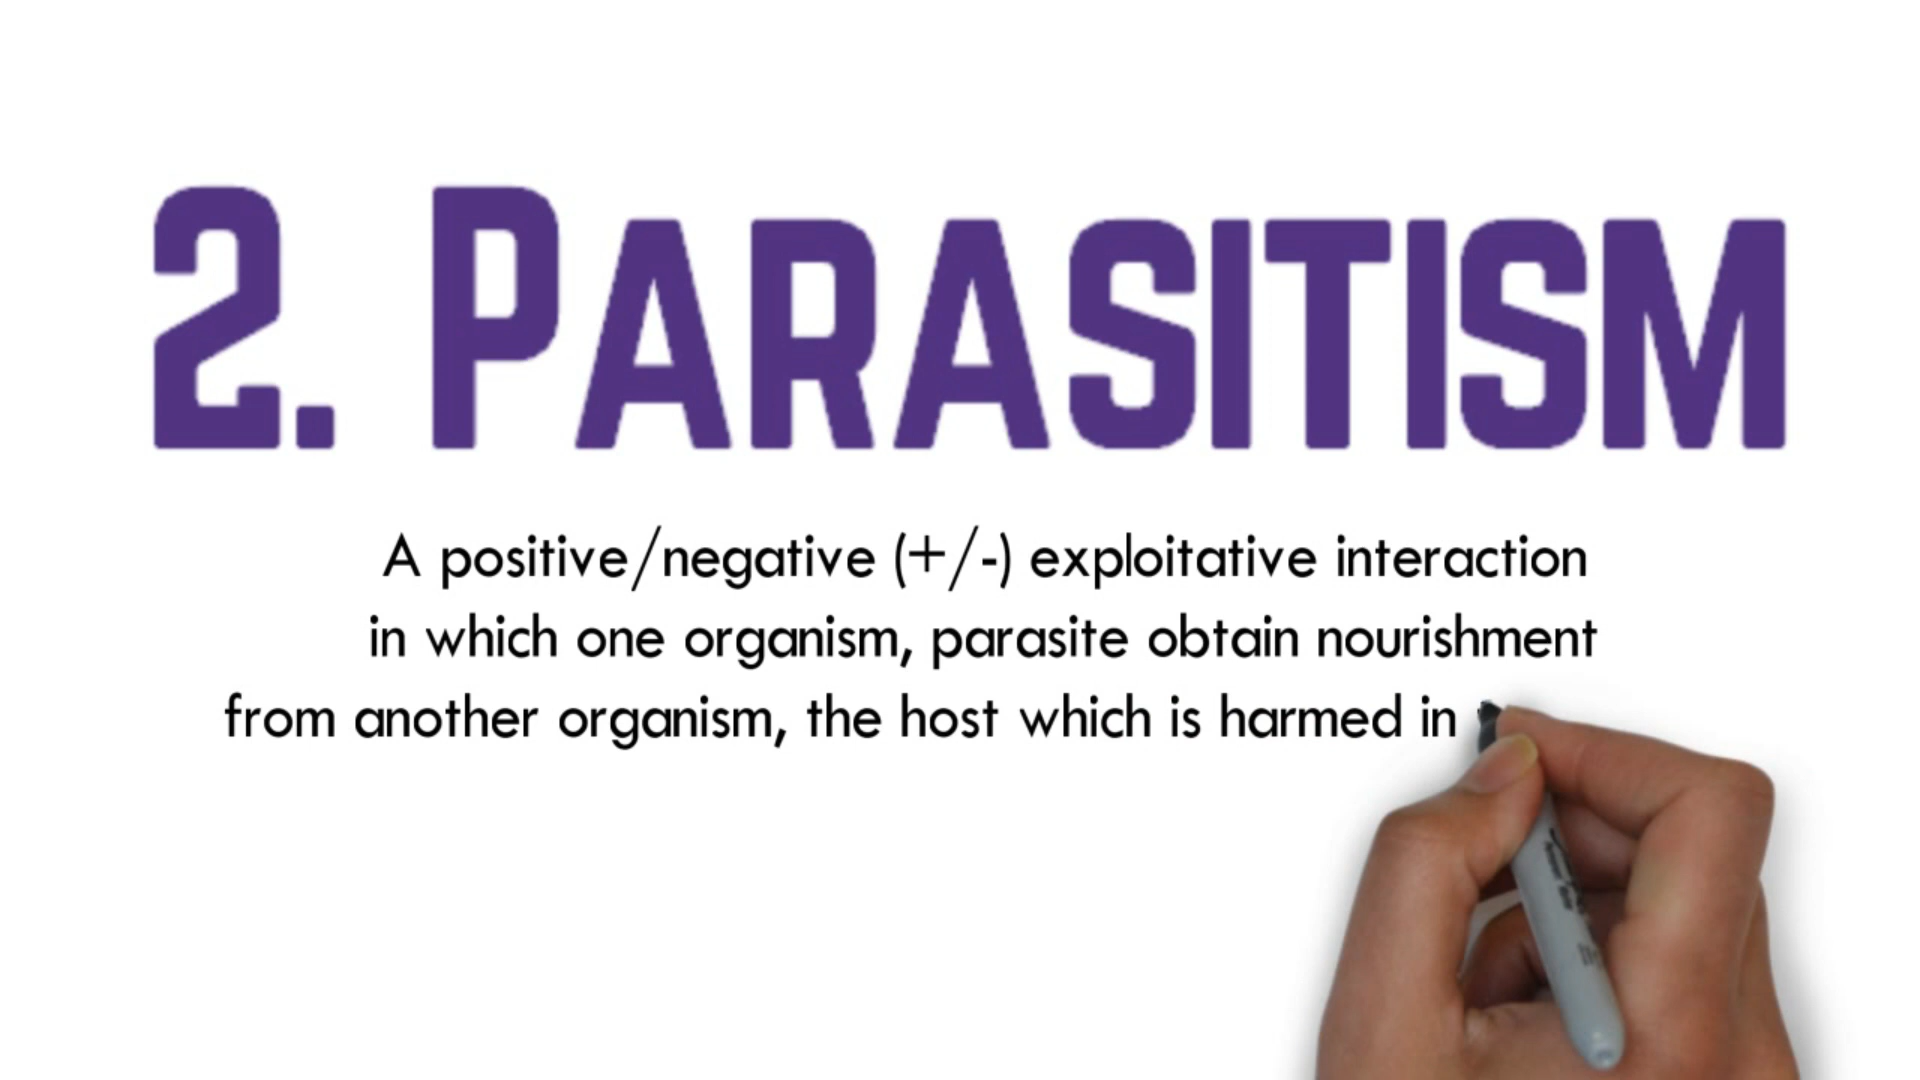 2. PARASITISM
A positive/negative (+/-) exploitative interaction
in which one organism, parasite obtain nourishment
from another organism, the host which is harmed in